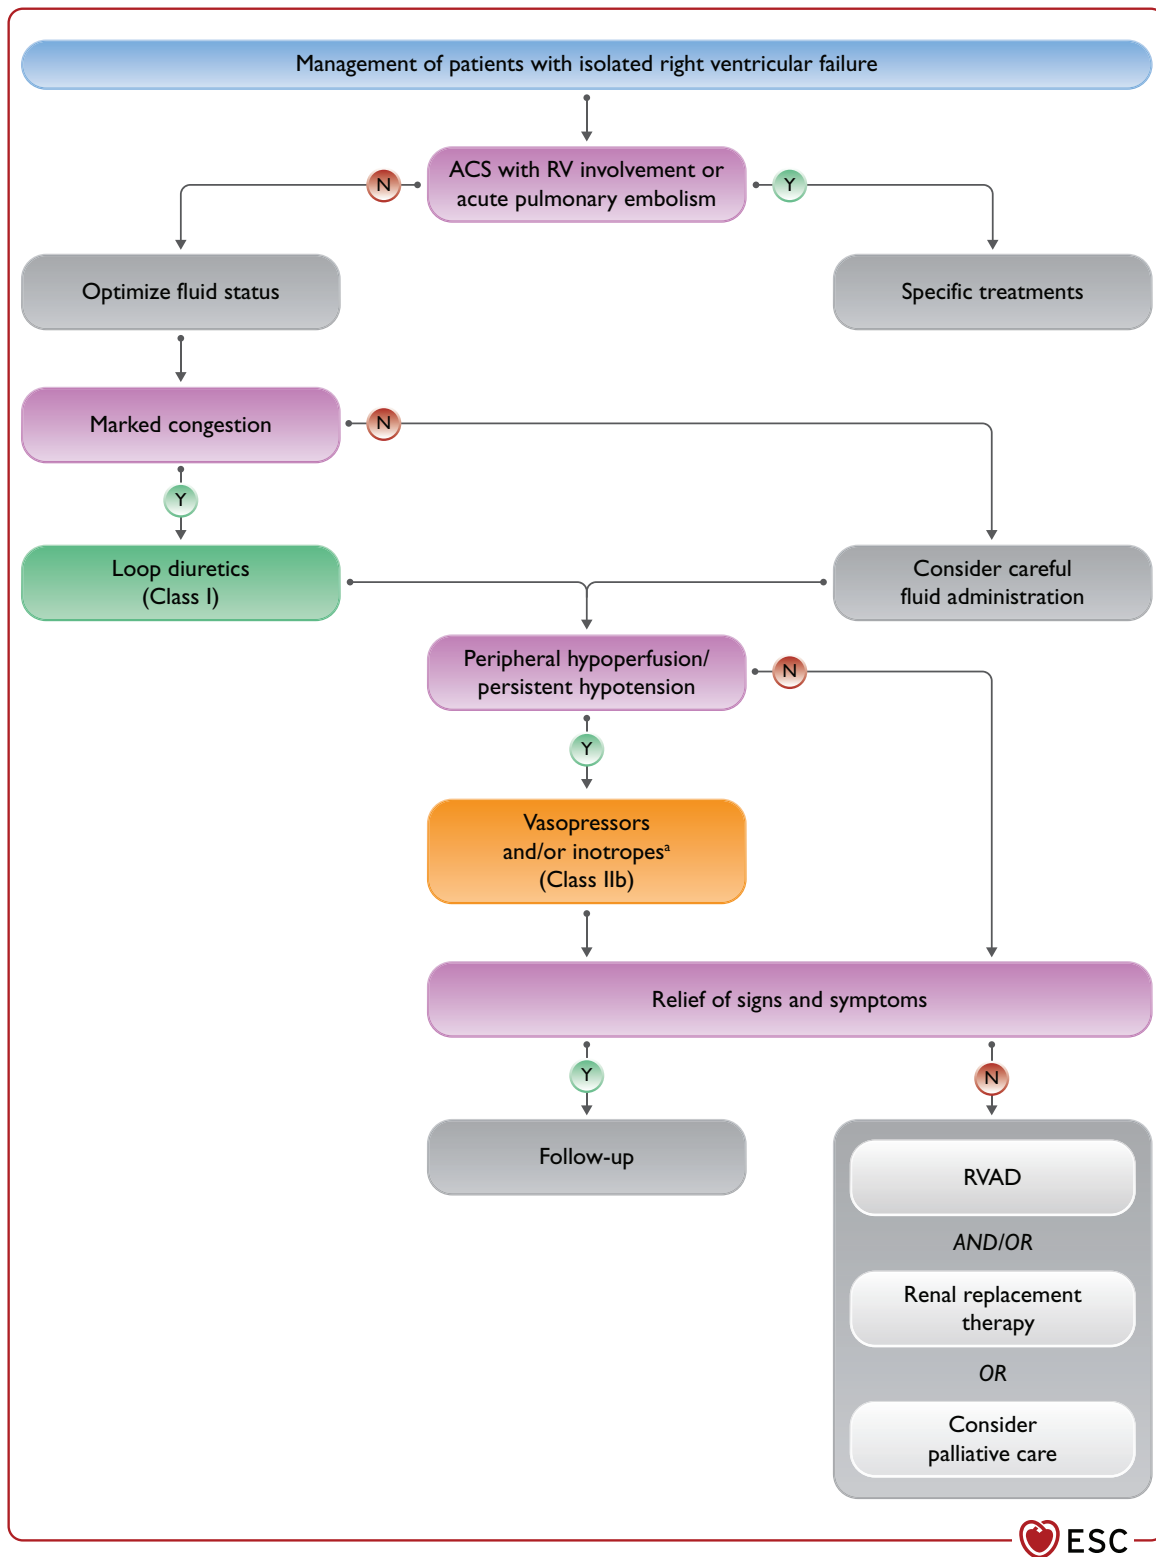 Management of patients with isolated right ventricular failure
ACS with RV involvement or
acute pulmonary embolism
N
Y
Optimize fluid status
Specific treatments
Marked congestion
N
Y
Loop diuretics
(Class I)
Consider careful
fluid administration
Peripheral hypoperfusion/
persistent hypotension
N
Y
Vasopressors
and/or inotropesᵃ
(Class IIb)
Relief of signs and symptoms
Y
N
Follow-up
RVAD
AND/OR
Renal replacement
therapy
OR
Consider
palliative care
ESC